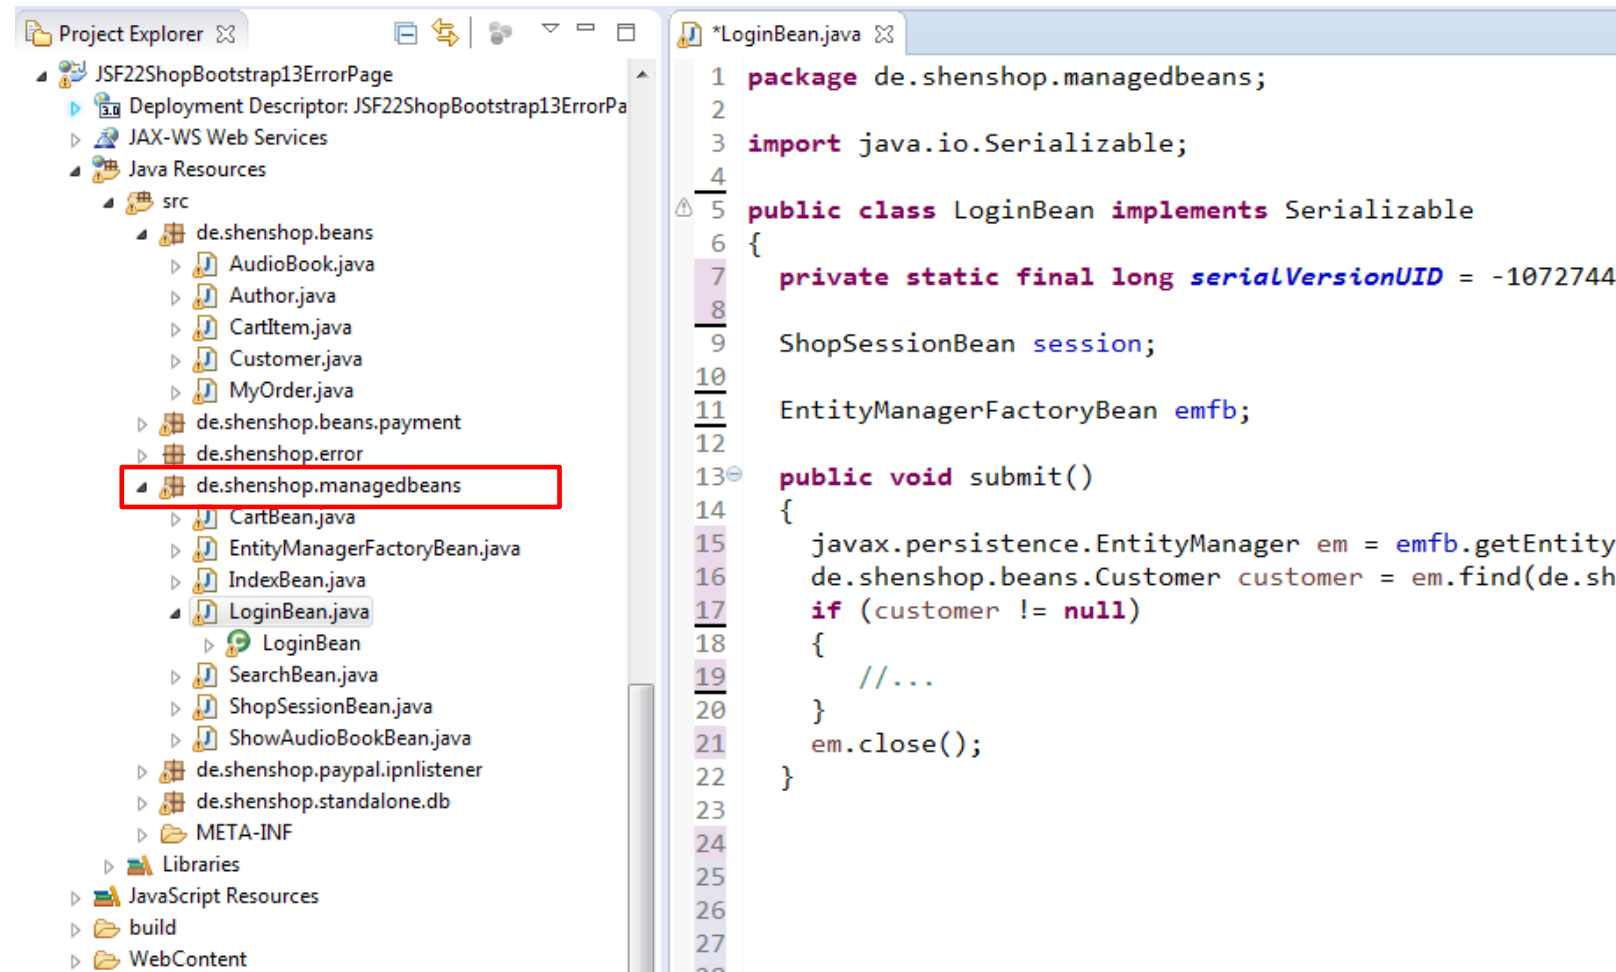 Project Explorer
JSF22ShopBootstrap13ErrorPage
3.0 Deployment Descriptor: JSF22ShopBootstrap13ErrorPa
JAX-WS Web Services
Java Resources
src
de.shenshop.beans
AudioBook.java
Author.java
CartItem.java
Customer.java
MyOrder.java
de.shenshop.beans.payment
de.shenshop.error
de.shenshop.managedbeans
CartBean.java
EntityManagerFactoryBean.java
IndexBean.java
LoginBean.java
LoginBean
SearchBean.java
ShopSessionBean.java
ShowAudioBookBean.java
de.shenshop.paypal.ipnlistener
de.shenshop.standalone.db
META-INF
Libraries
JavaScript Resources
build
WebContent
*LoginBean.java
1 package de.shenshop.managedbeans;
2
3 import java.io.Serializable;
4
5 public class LoginBean implements Serializable
6 {
7 private static final long serialVersionUID = -1072744
8
9 ShopSessionBean session;
10
11 EntityManagerFactoryBean emfb;
12
13 public void submit()
14 {
15 javax.persistence.EntityManager em = emfb.getEntity
16 de.shenshop.beans.Customer customer = em.find(de.sh
17 if (customer != null)
18 {
19 //...
20 }
21 em.close();
22 }
23
24
25
26
27